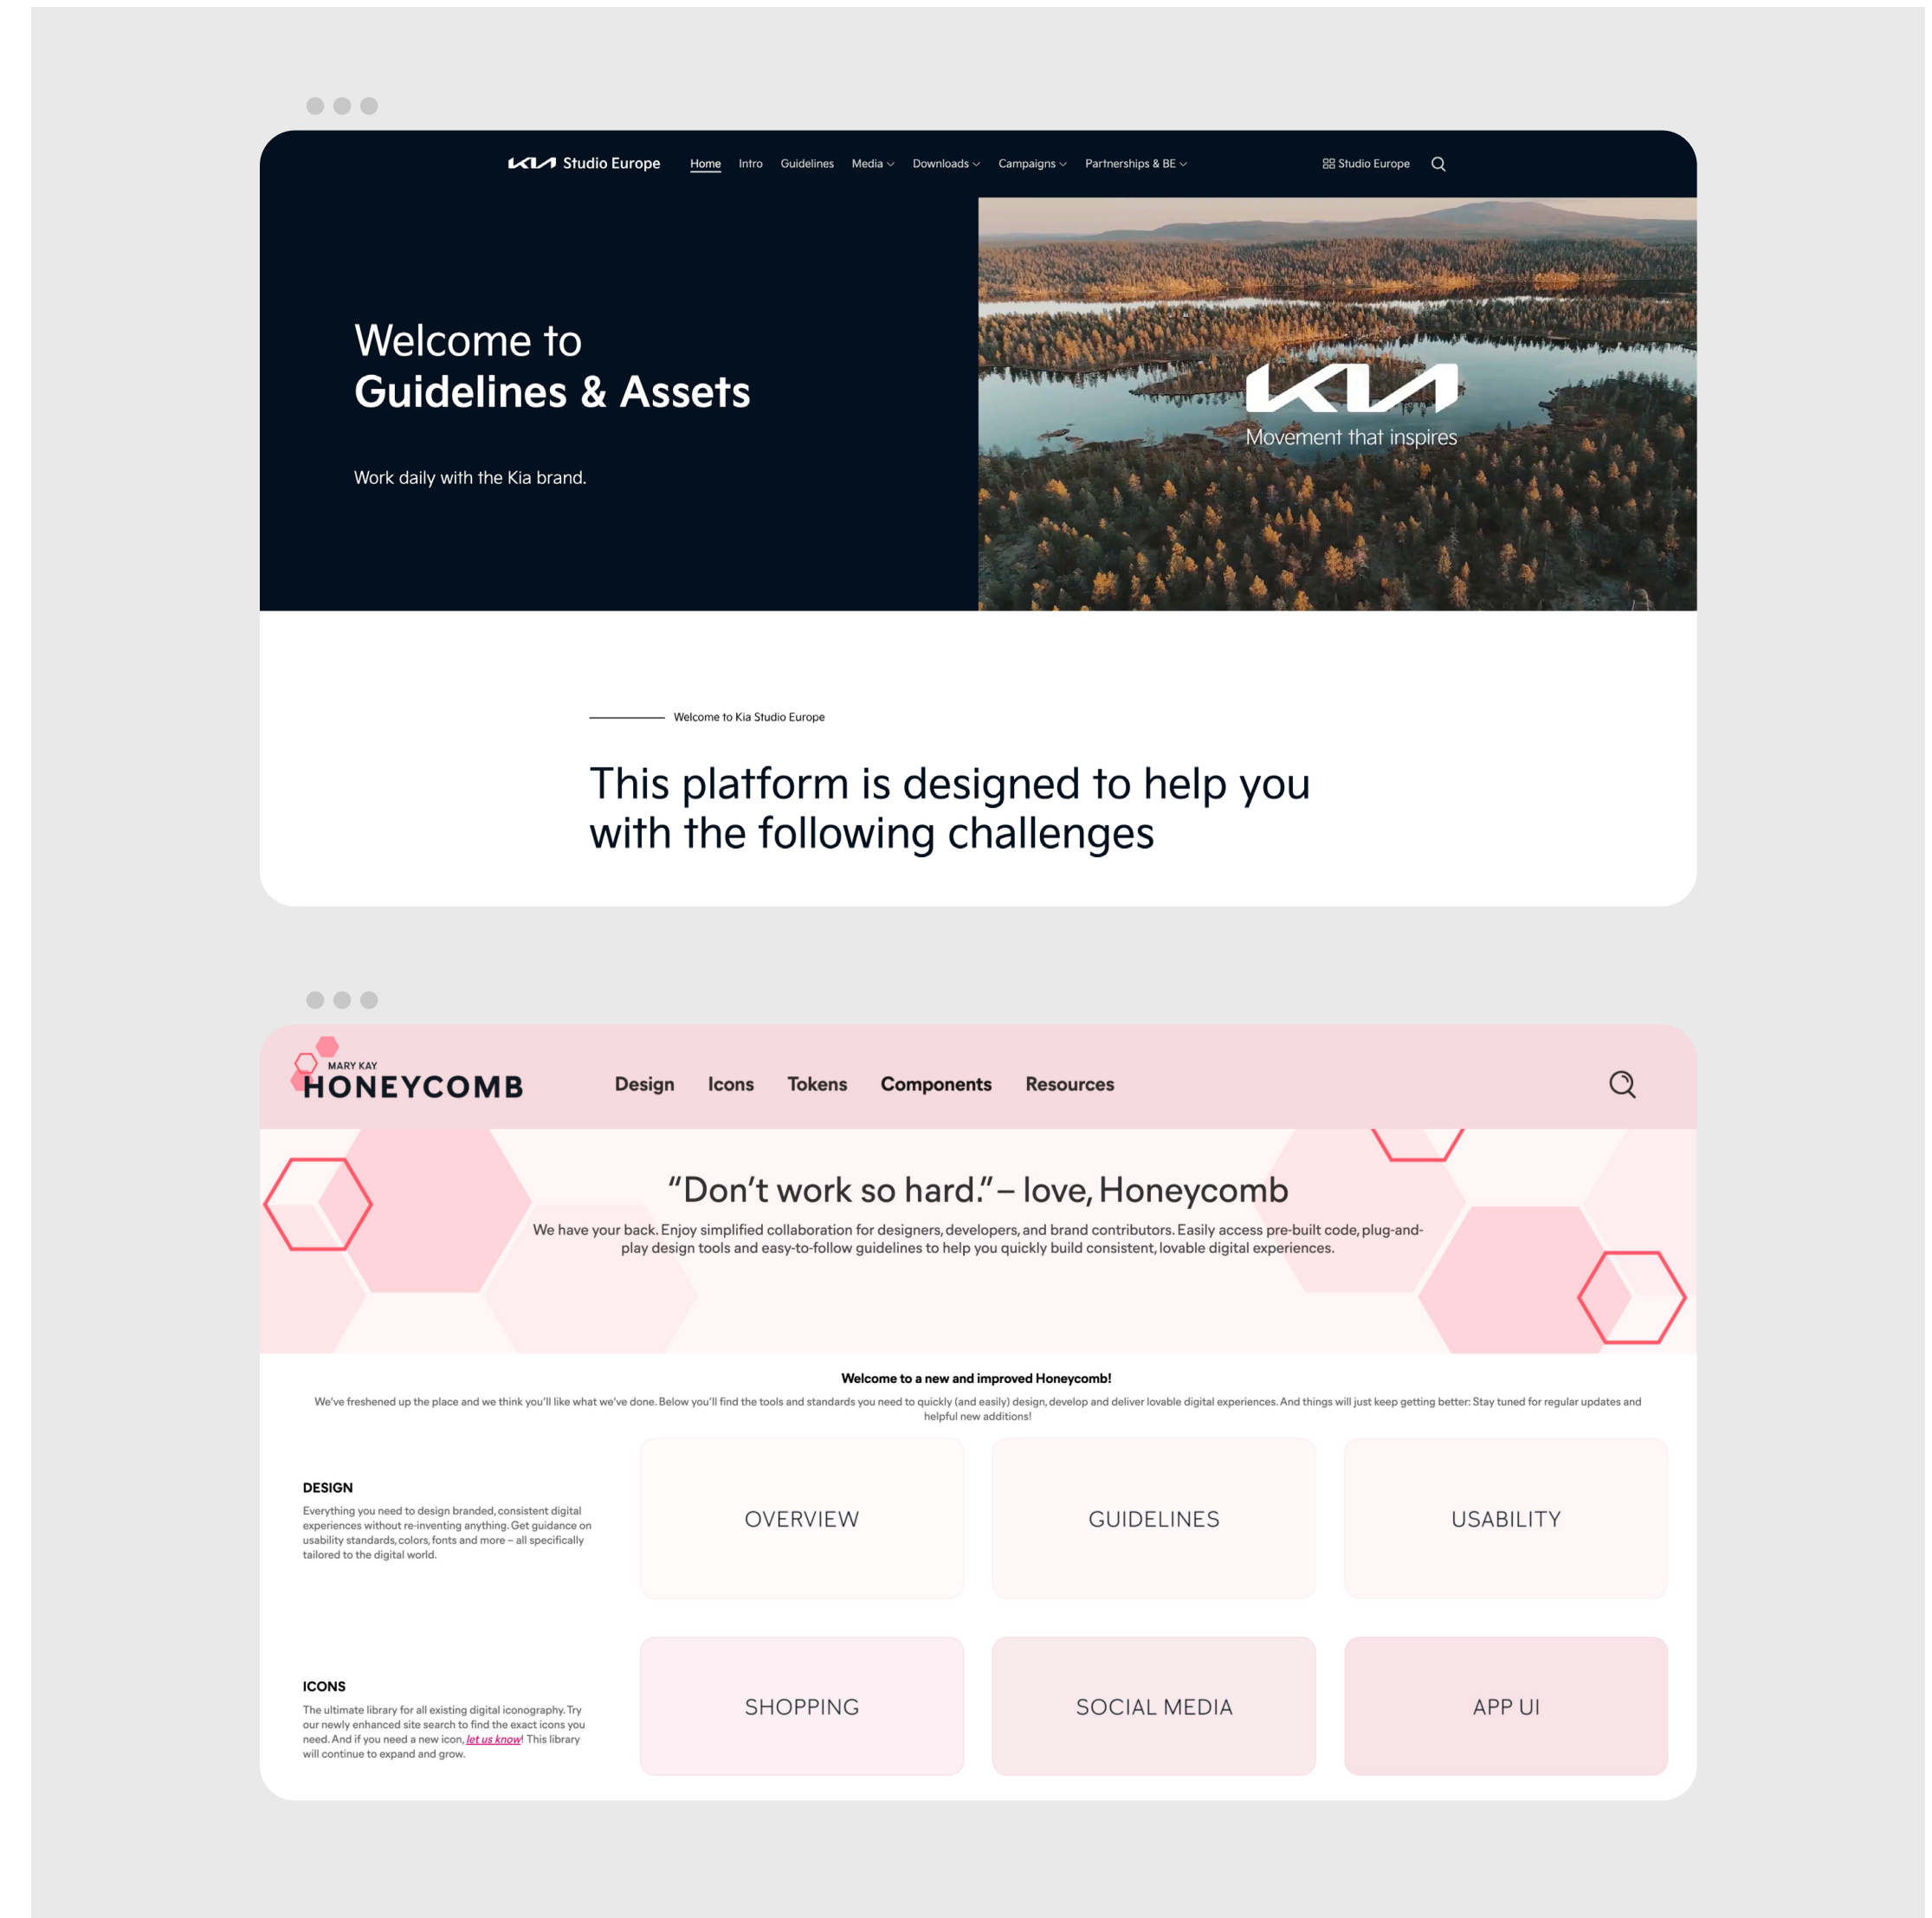 KIA Studio Europe Home Intro Guidelines Media Downloads Campaigns Partnerships & BE Studio Europe
Welcome to
Guidelines & Assets
Work daily with the Kia brand.
KIA
Movement that inspires
Welcome to Kia Studio Europe
This platform is designed to help you
with the following challenges
MARY KAY
HONEYCOMB
Design Icons Tokens Components Resources
“Don’t work so hard.” – love, Honeycomb
We have your back. Enjoy simplified collaboration for designers, developers, and brand contributors. Easily access pre-built code, plug-and-
play design tools and easy-to-follow guidelines to help you quickly build consistent, lovable digital experiences.
Welcome to a new and improved Honeycomb!
We’ve freshened up the place and we think you’ll like what we’ve done. Below you’ll find the tools and standards you need to quickly (and easily) design, develop and deliver lovable digital experiences. And things will just keep getting better: Stay tuned for regular updates and
helpful new additions!
DESIGN
Everything you need to design branded, consistent digital
experiences without re-inventing anything. Get guidance on
usability standards, colors, fonts and more – all specifically
tailored to the digital world.
OVERVIEW
GUIDELINES
USABILITY
ICONS
The ultimate library for all existing digital iconography. Try
our newly enhanced site search to find the exact icons you
need. And if you need a new icon, let us know! This library
will continue to expand and grow.
SHOPPING
SOCIAL MEDIA
APP UI